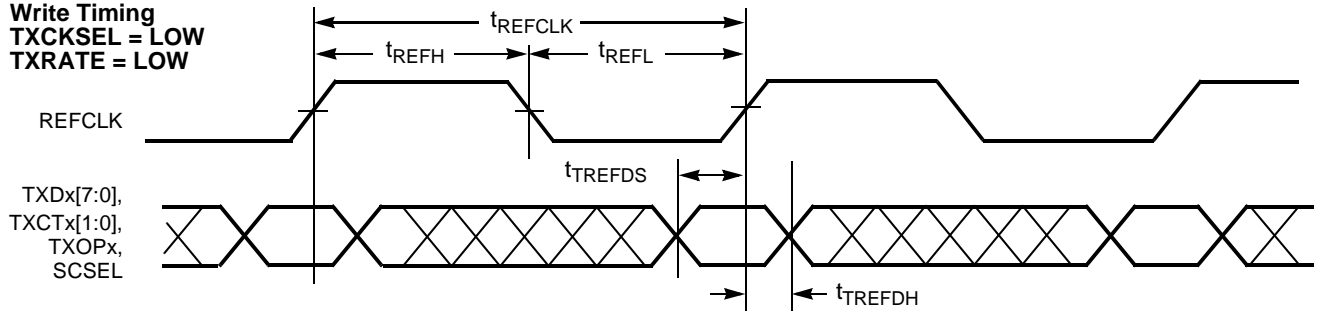 Write Timing
TXCKSEL = LOW
TXRATE = LOW
tREFCLK
tREFH
tREFL
REFCLK
tTREFDS
TXDx[7:0],
TXCTx[1:0],
TXOPx,
SCSEL
tTREFDH